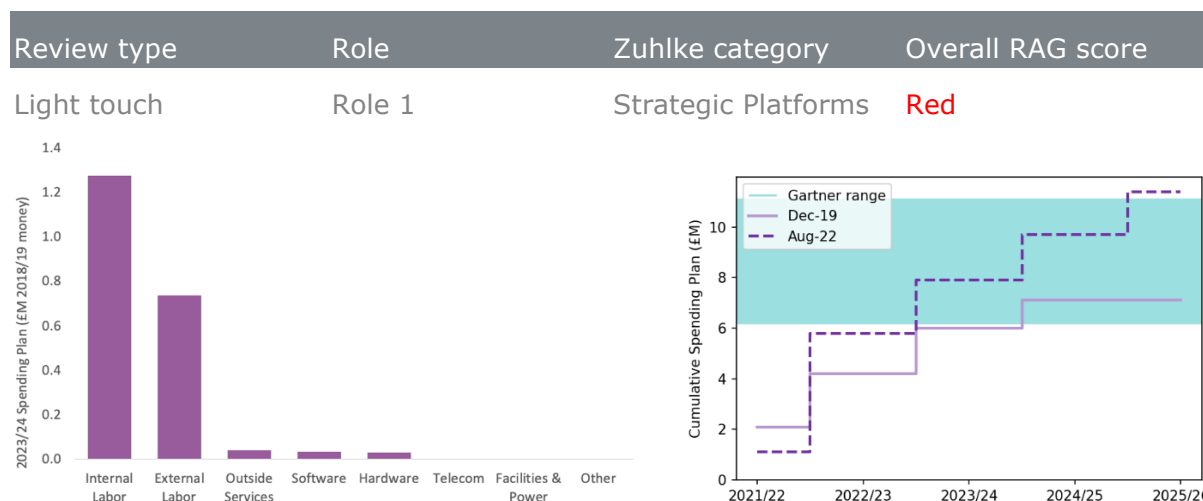 Review type Role Zuhlke category Overall RAG score
Light touch Role 1 Strategic Platforms Red
2023/24 Spending Plan (£M 2018/19 money)
1.4
1.2
1.0
0.8
0.6
0.4
0.2
0.0
Internal Labor
External Labor
Outside Services
Software
Hardware
Telecom
Facilities & Power
Other
Cumulative Spending Plan (£M)
10
8
6
4
2
0
Gartner range
Dec-19
Aug-22
2021/22 2022/23 2023/24 2024/25 2025/26